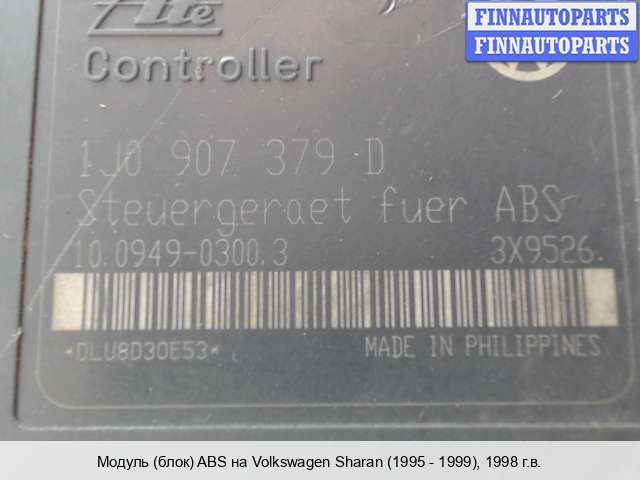 FINNAUTOPARTS
FINNAUTOPARTS
Ate
Controller
1J0 907 379 D
Steuergeraet fuer ABS
10.0949-0300.3 3X9526.
*DLU8D30E53* MADE IN PHILIPPINES
Модуль (блок) ABS на Volkswagen Sharan (1995 - 1999), 1998 г.в.